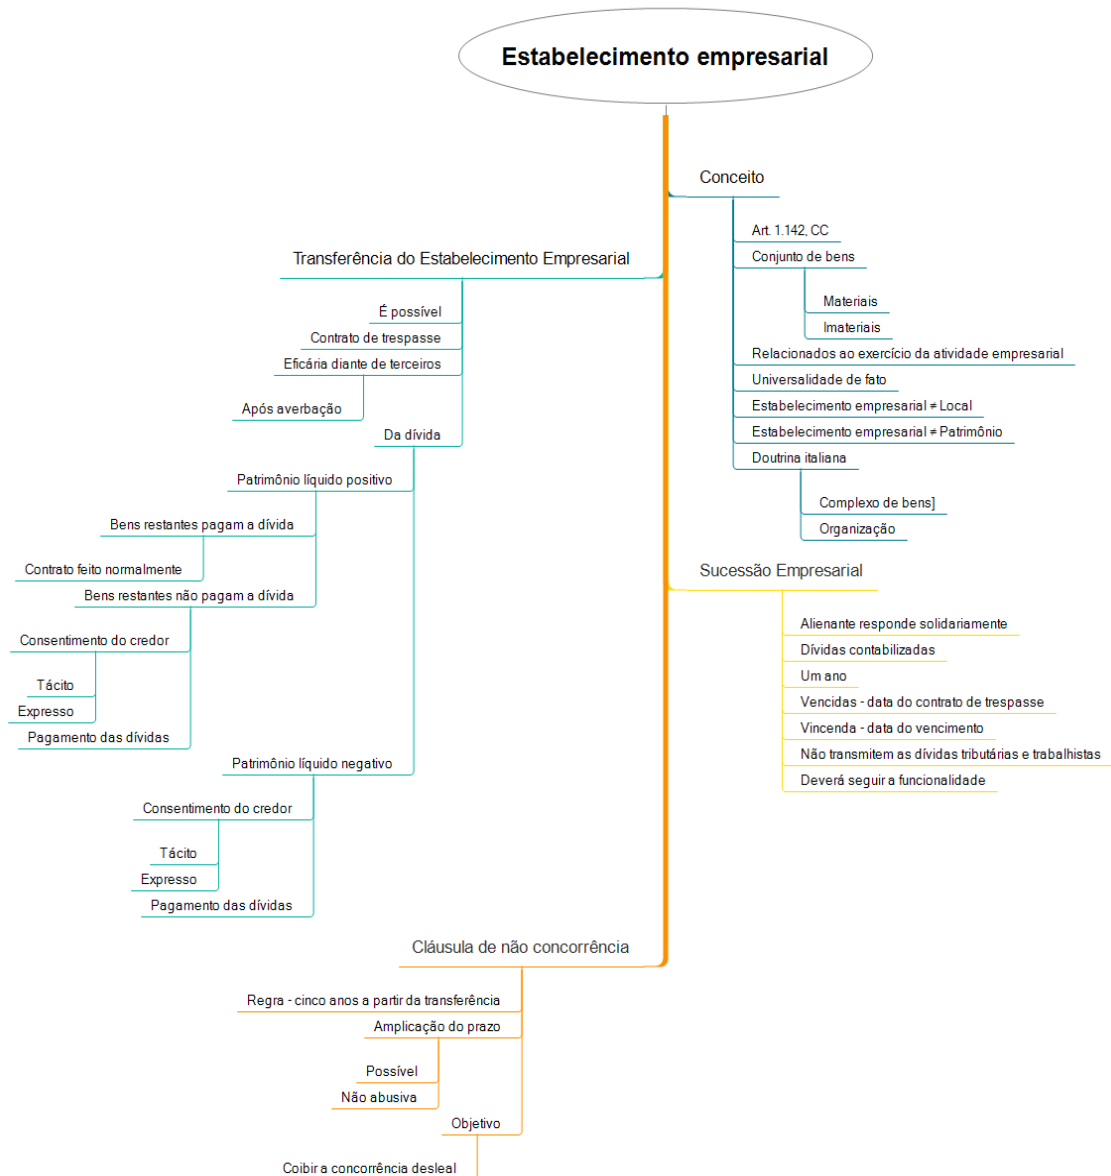 Estabelecimento empresarial
Conceito
Art. 1.142, CC
Conjunto de bens
Materiais
Imateriais
Relacionados ao exercício da atividade empresarial
Universalidade de fato
Estabelecimento empresarial ≠ Local
Estabelecimento empresarial ≠ Patrimônio
Doutrina italiana
Complexo de bens]
Organização
Sucessão Empresarial
Alienante responde solidariamente
Dívidas contabilizadas
Um ano
Vencidas - data do contrato de trespasse
Vincenda - data do vencimento
Não transmitem as dívidas tributárias e trabalhistas
Deverá seguir a funcionalidade
Transferência do Estabelecimento Empresarial
É possível
Contrato de trespasse
Eficária diante de terceiros
Após averbação
Da dívida
Patrimônio líquido positivo
Bens restantes pagam a dívida
Contrato feito normalmente
Bens restantes não pagam a dívida
Consentimento do credor
Tácito
Expresso
Pagamento das dívidas
Patrimônio líquido negativo
Consentimento do credor
Tácito
Expresso
Pagamento das dívidas
Cláusula de não concorrência
Regra - cinco anos a partir da transferência
Amplicação do prazo
Possível
Não abusiva
Objetivo
Coibir a concorrência desleal